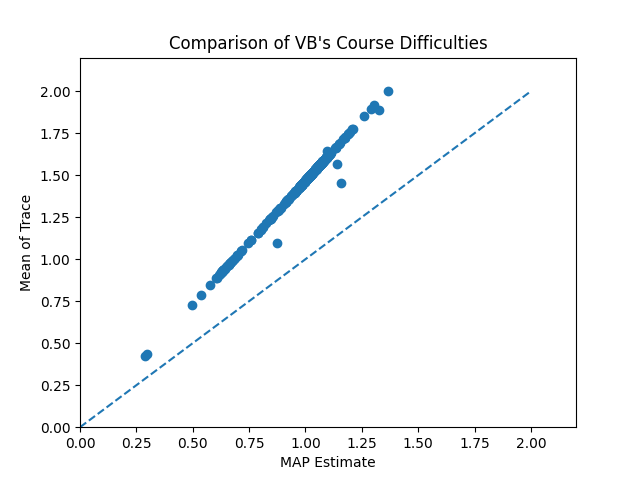 Comparison of VB's Course Difficulties
Mean of Trace
2.00
1.75
1.50
1.25
1.00
0.75
0.50
0.25
0.00
0.00 0.25 0.50 0.75 1.00 1.25 1.50 1.75 2.00
MAP Estimate